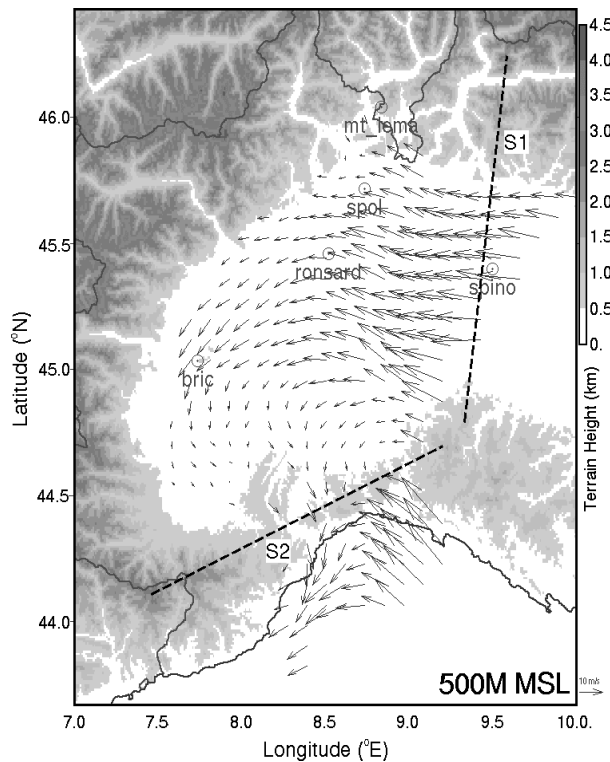 4.5
4.0
3.5
3.0
2.5
2.0
1.5
1.0
0.5
0.
Terrain Height (km)
46.0
45.5
45.0
44.5
44.0
Latitude (°N)
mt_lema
S1
spol
ronsard
sbino
bric
S2
500M MSL
10 m/s
7.0 7.5 8.0 8.5 9.0 9.5 10.0
Longitude (°E)